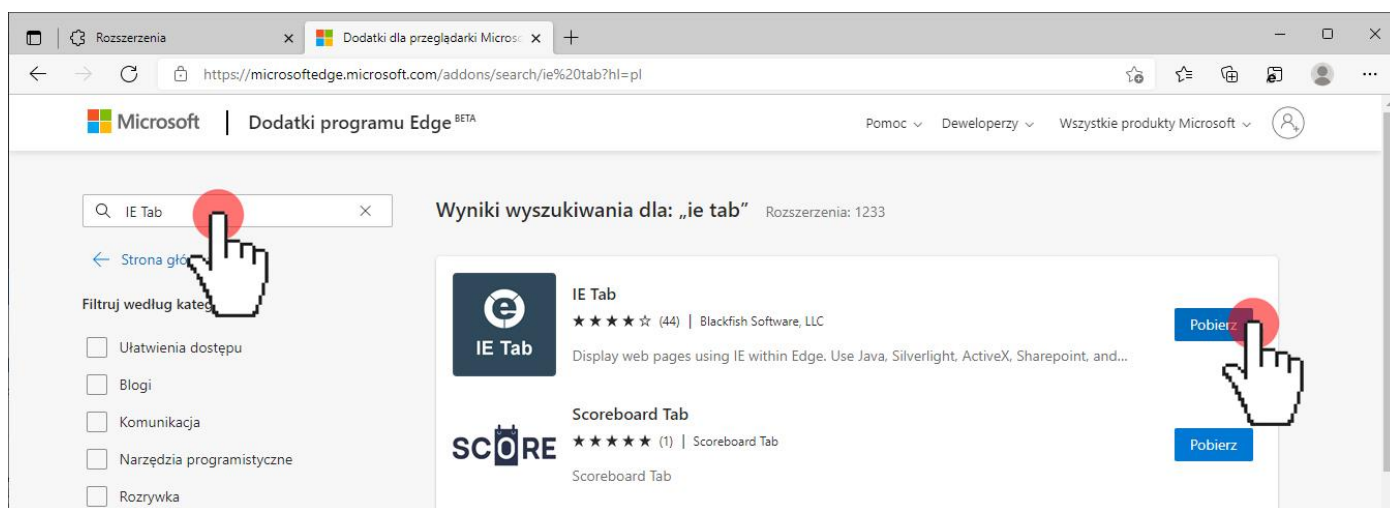 Rozszerzenia
Dodatki dla przeglądarki Microso
https://microsoftedge.microsoft.com/addons/search/ie%20tab?hl=pl
Microsoft
Dodatki programu Edge BETA
Pomoc
Deweloperzy
Wszystkie produkty Microsoft
IE Tab
Strona głó
Filtruj według kateg
Ułatwienia dostępu
Blogi
Komunikacja
Narzędzia programistyczne
Rozrywka
Wyniki wyszukiwania dla: „ie tab” Rozszerzenia: 1233
IE Tab
IE Tab
(44) | Blackfish Software, LLC
Display web pages using IE within Edge. Use Java, Silverlight, ActiveX, Sharepoint, and...
Pobierz
SCORE
Scoreboard Tab
(1) | Scoreboard Tab
Scoreboard Tab
Pobierz